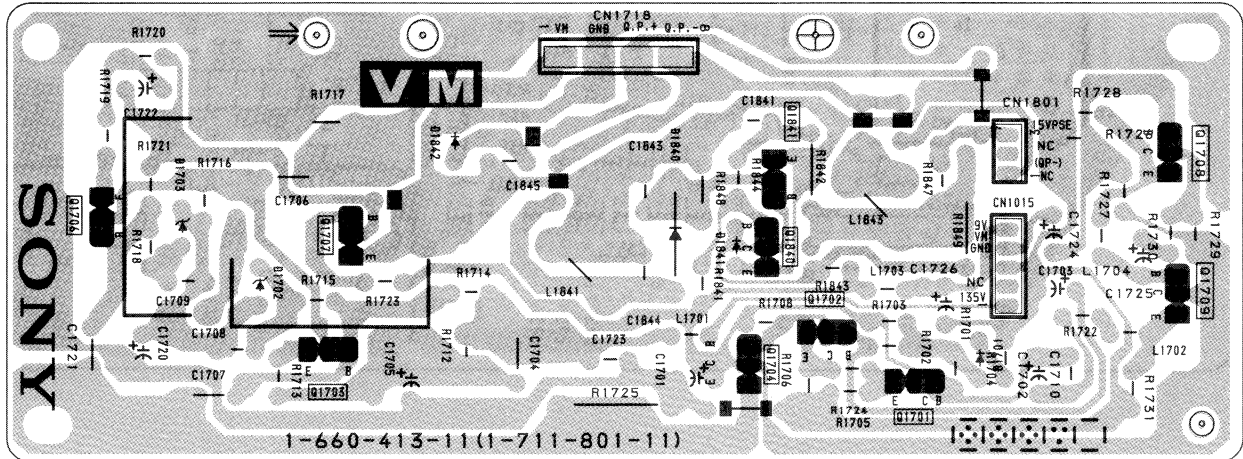 CN1718
VM GND Q.P.+ Q.P.-
R1720
R1719
C1722
VM
R1717
CN1801
R1728
15VPSE
NC
(QP-)
NC
C1841
Q1841
D1842
C1843
D1840
R1721
D1703
R1716
C1706
C1845
R1848
R1844
R1842
R1847
L1843
R1849
R1727
Q1708
SONY
Q1706
R1718
Q1707
B
E
Q1702
R1715
R1723
R1714
L1841
D1841
R1841
Q1840
B
C
E
CN1015
9V
VM
GND
NC
135V
C1724
R1730
R1729
C1709
L1703
C1726
R1843
Q1702
R1703
C1703
L1704
C1725
Q1709
B
C
E
C1721
C1720
C1708
C1707
R1713
E B
Q1703
C1705
R1712
C1704
C1723
C1844
L1701
R1708
C1701
Q1704
R1706
E C B
R1702
R1701
R1704
C1702
C1710
R1722
L1702
R1731
R1725
R1724
R1705
E C B
Q1701
1-660-413-11(1-711-801-11)